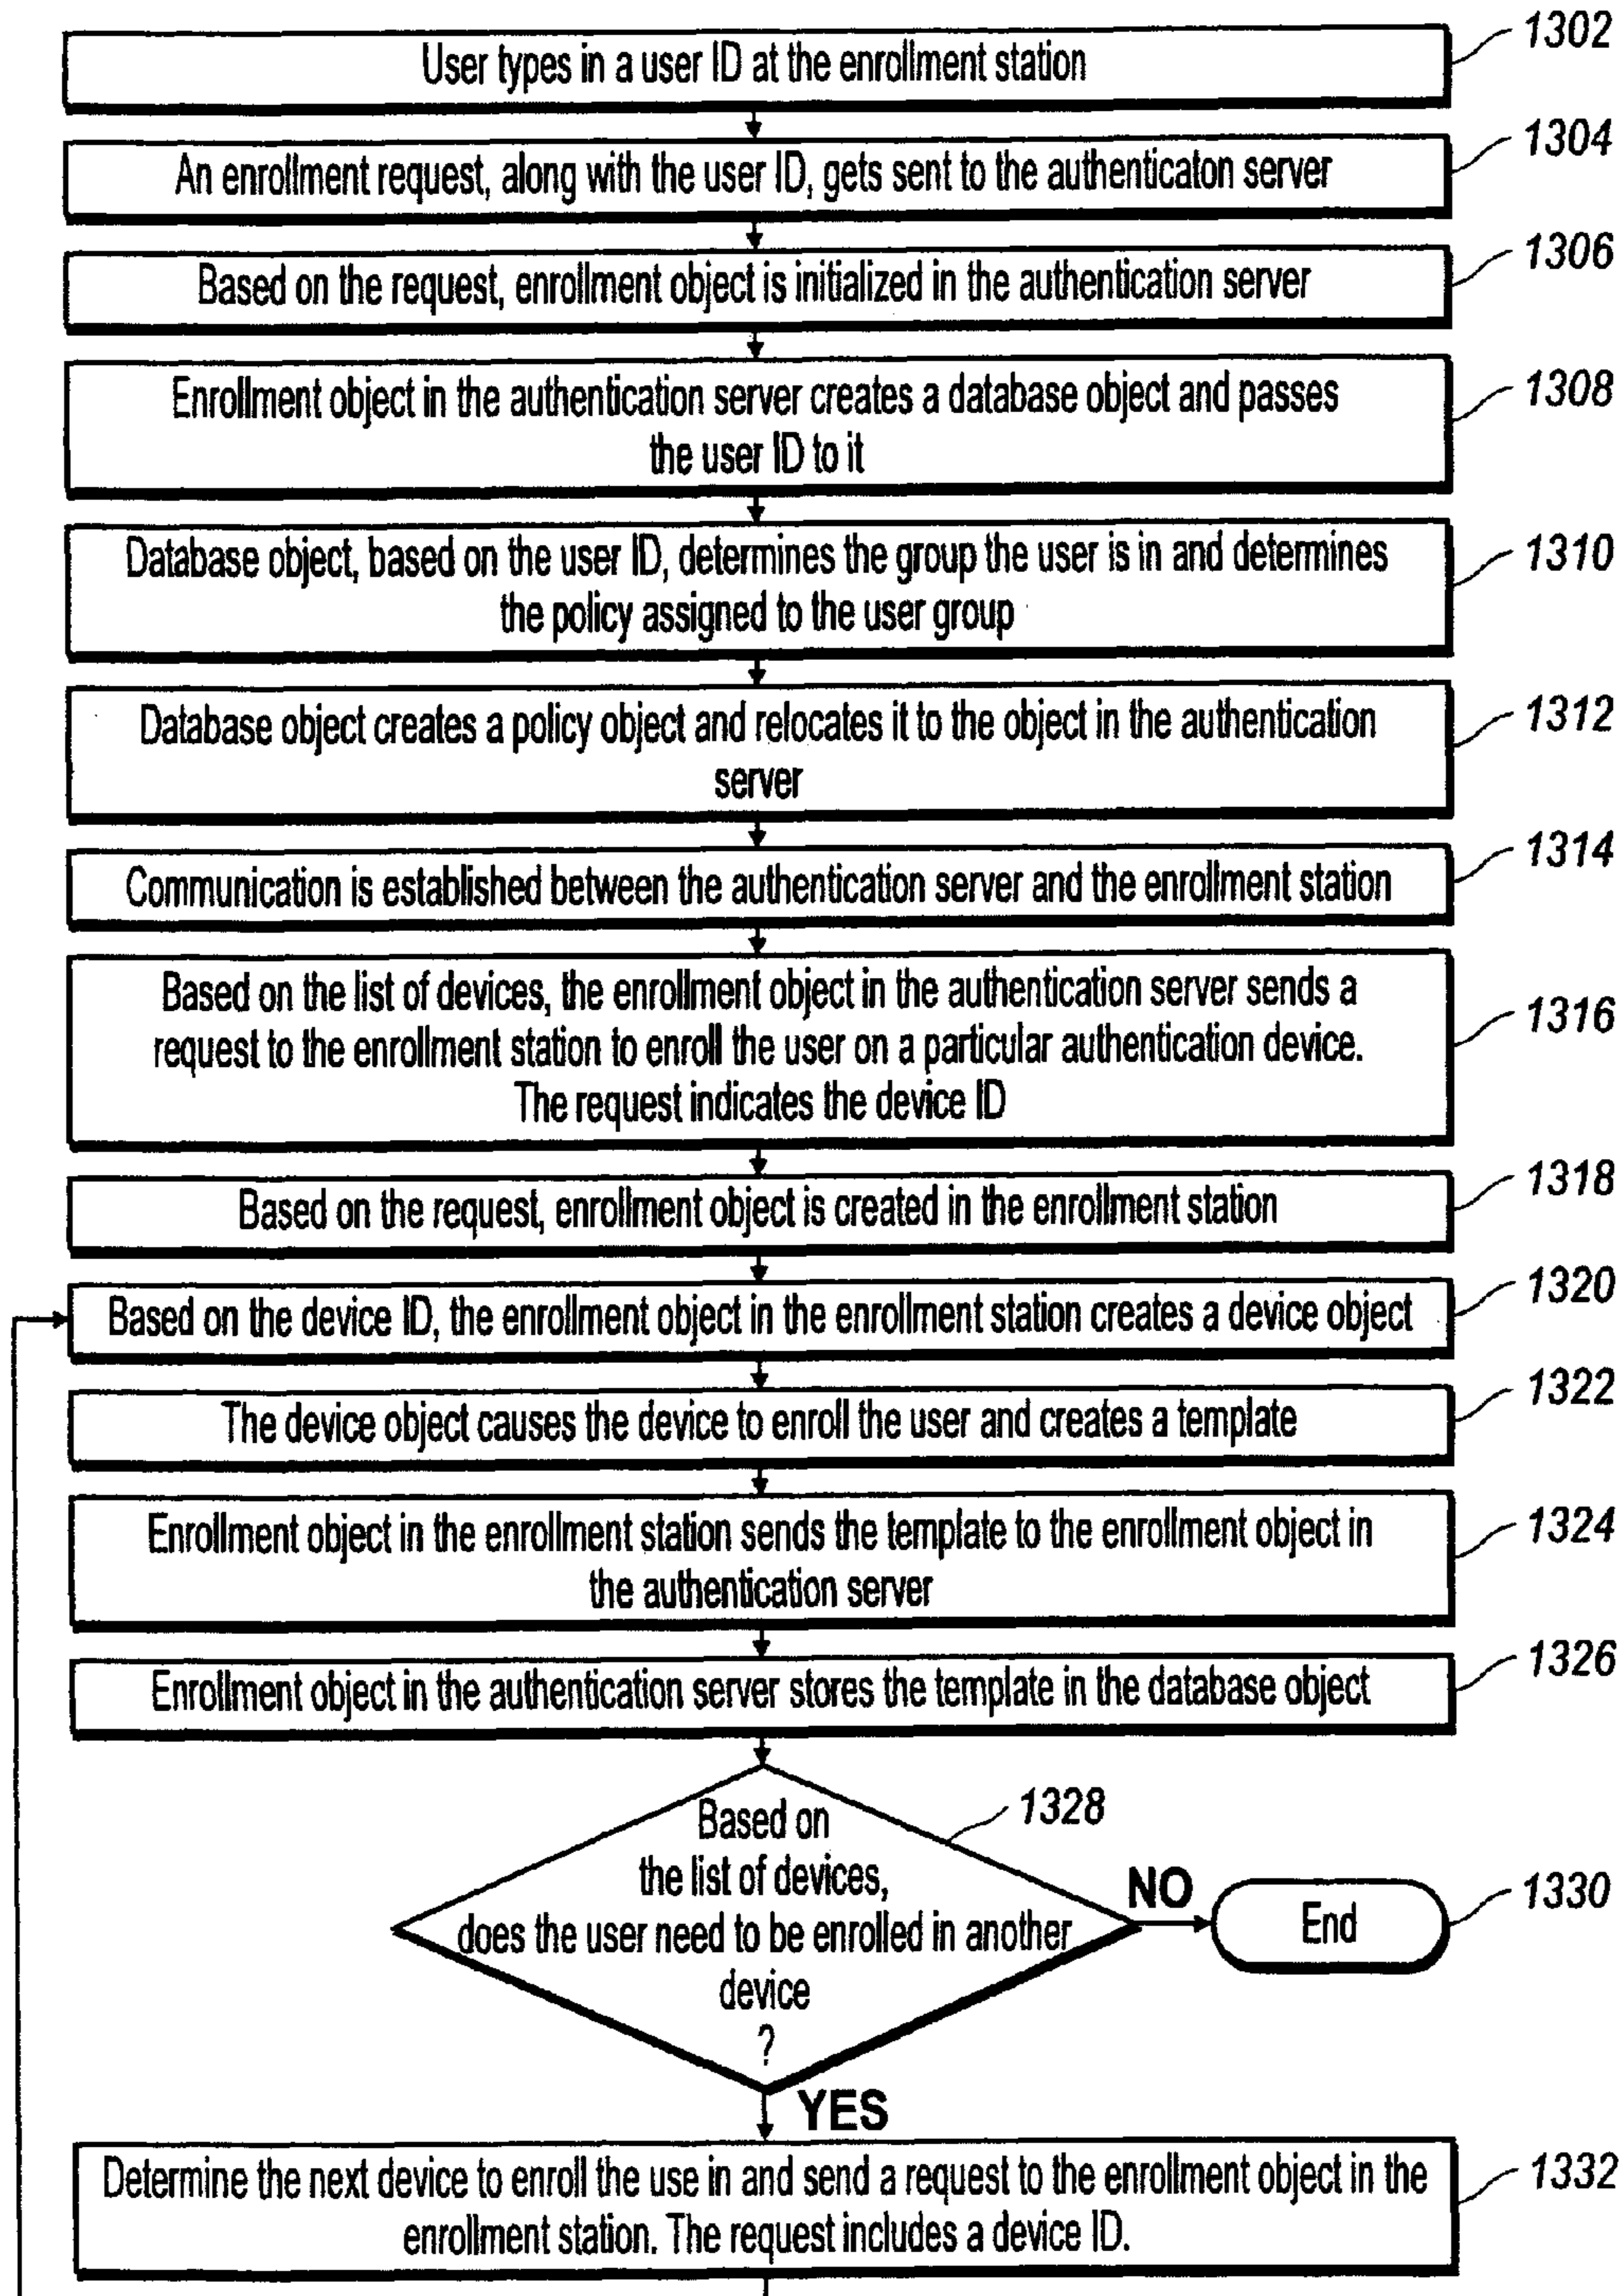 User types in a user ID at the enrollment station
1302
An enrollment request, along with the user ID, gets sent to the authenticaton server
1304
Based on the request, enrollment object is initialized in the authentication server
1306
Enrollment object in the authentication server creates a database object and passes
the user ID to it
1308
Database object, based on the user ID, determines the group the user is in and determines
the policy assigned to the user group
1310
Database object creates a policy object and relocates it to the object in the authentication
server
1312
Communication is established between the authentication server and the enrollment station
1314
Based on the list of devices, the enrollment object in the authentication server sends a
request to the enrollment station to enroll the user on a particular authentication device.
The request indicates the device ID
1316
Based on the request, enrollment object is created in the enrollment station
1318
Based on the device ID, the enrollment object in the enrollment station creates a device object
1320
The device object causes the device to enroll the user and creates a template
1322
Enrollment object in the enrollment station sends the template to the enrollment object in
the authentication server
1324
Enrollment object in the authentication server stores the template in the database object
1326
Based on
the list of devices,
does the user need to be enrolled in another
device
?
1328
NO
End
1330
YES
Determine the next device to enroll the use in and send a request to the enrollment object in the
enrollment station. The request includes a device ID.
1332